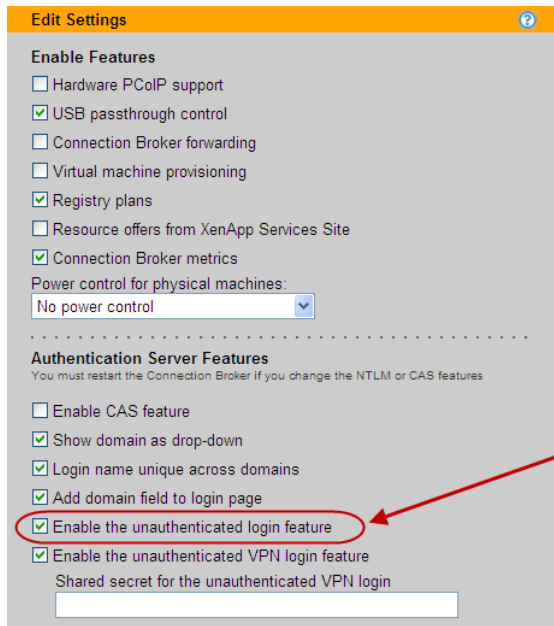 Edit Settings
Enable Features
Hardware PCoIP support
USB passthrough control
Connection Broker forwarding
Virtual machine provisioning
Registry plans
Resource offers from XenApp Services Site
Connection Broker metrics
Power control for physical machines:
No power control
Authentication Server Features
You must restart the Connection Broker if you change the NTLM or CAS features
Enable CAS feature
Show domain as drop-down
Login name unique across domains
Add domain field to login page
Enable the unauthenticated login feature
Enable the unauthenticated VPN login feature
Shared secret for the unauthenticated VPN login